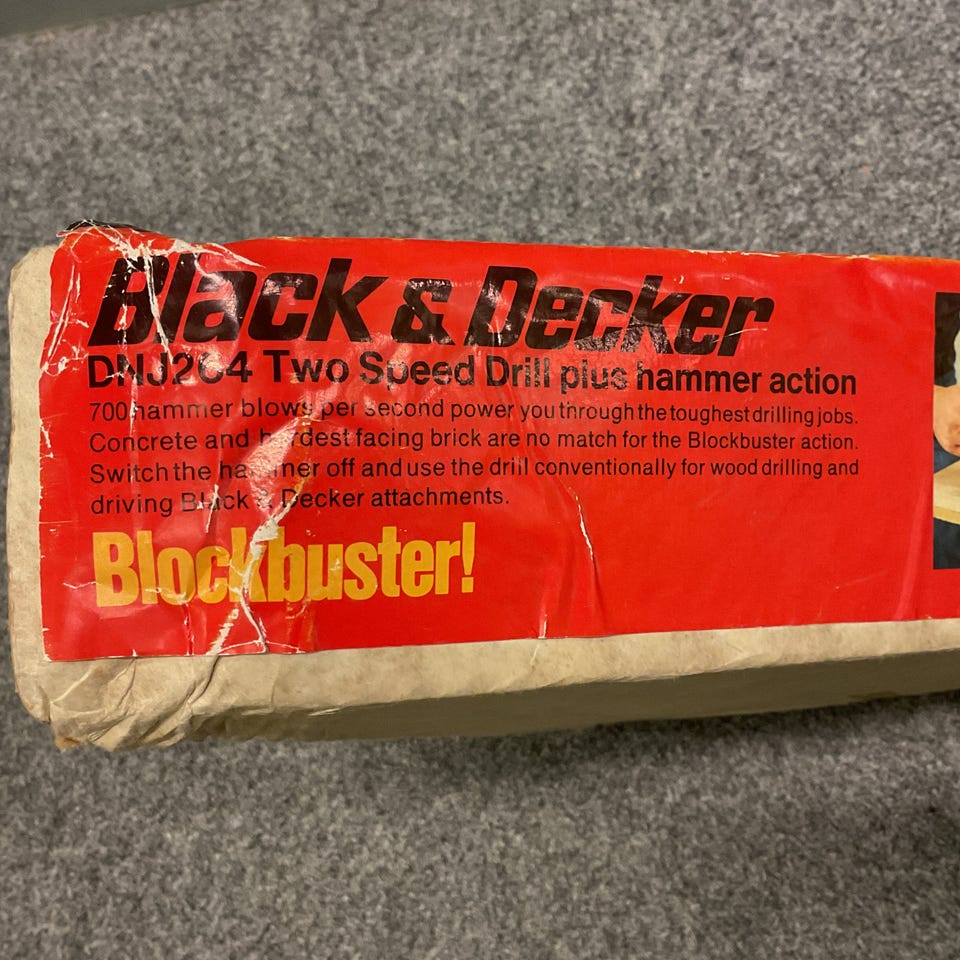 Black & Decker
DNJ264 Two Speed Drill plus hammer action
700 hammer blows per second power you through the toughest drilling jobs.
Concrete and hardest facing brick are no match for the Blockbuster action.
Switch the hammer off and use the drill conventionally for wood drilling and
driving Black & Decker attachments.
Blockbuster!